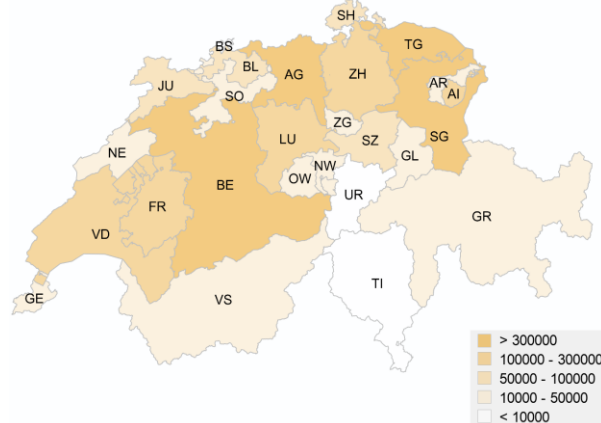 SH
BS
TG
BL
AG
ZH
JU
AR
AI
SO
ZG
LU
SZ
SG
NE
GL
NW
OW
BE
UR
FR
GR
VD
TI
GE
VS
> 300000
100000 - 300000
50000 - 100000
10000 - 50000
< 10000